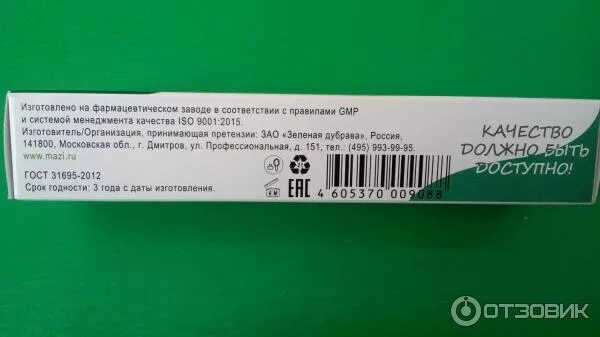 Изготовлено на фармацевтическом заводе в соответствии с правилами GMP
и системой менеджмента качества ISO 9001:2015.
Изготовитель/Организация, принимающая претензии: ЗАО «Зеленая дубрава», Россия,
141800, Московская обл., г. Дмитров, ул. Профессиональная, д. 151, тел.: (495) 993-99-95.
www.mazi.ru
ГОСТ 31695-2012
Срок годности: 3 года с даты изготовления.
6 М
EAC
4 605370 009088
КАЧЕСТВО
ДОЛЖНО БЫТЬ
ДОСТУПНО!
ОТЗОВИК